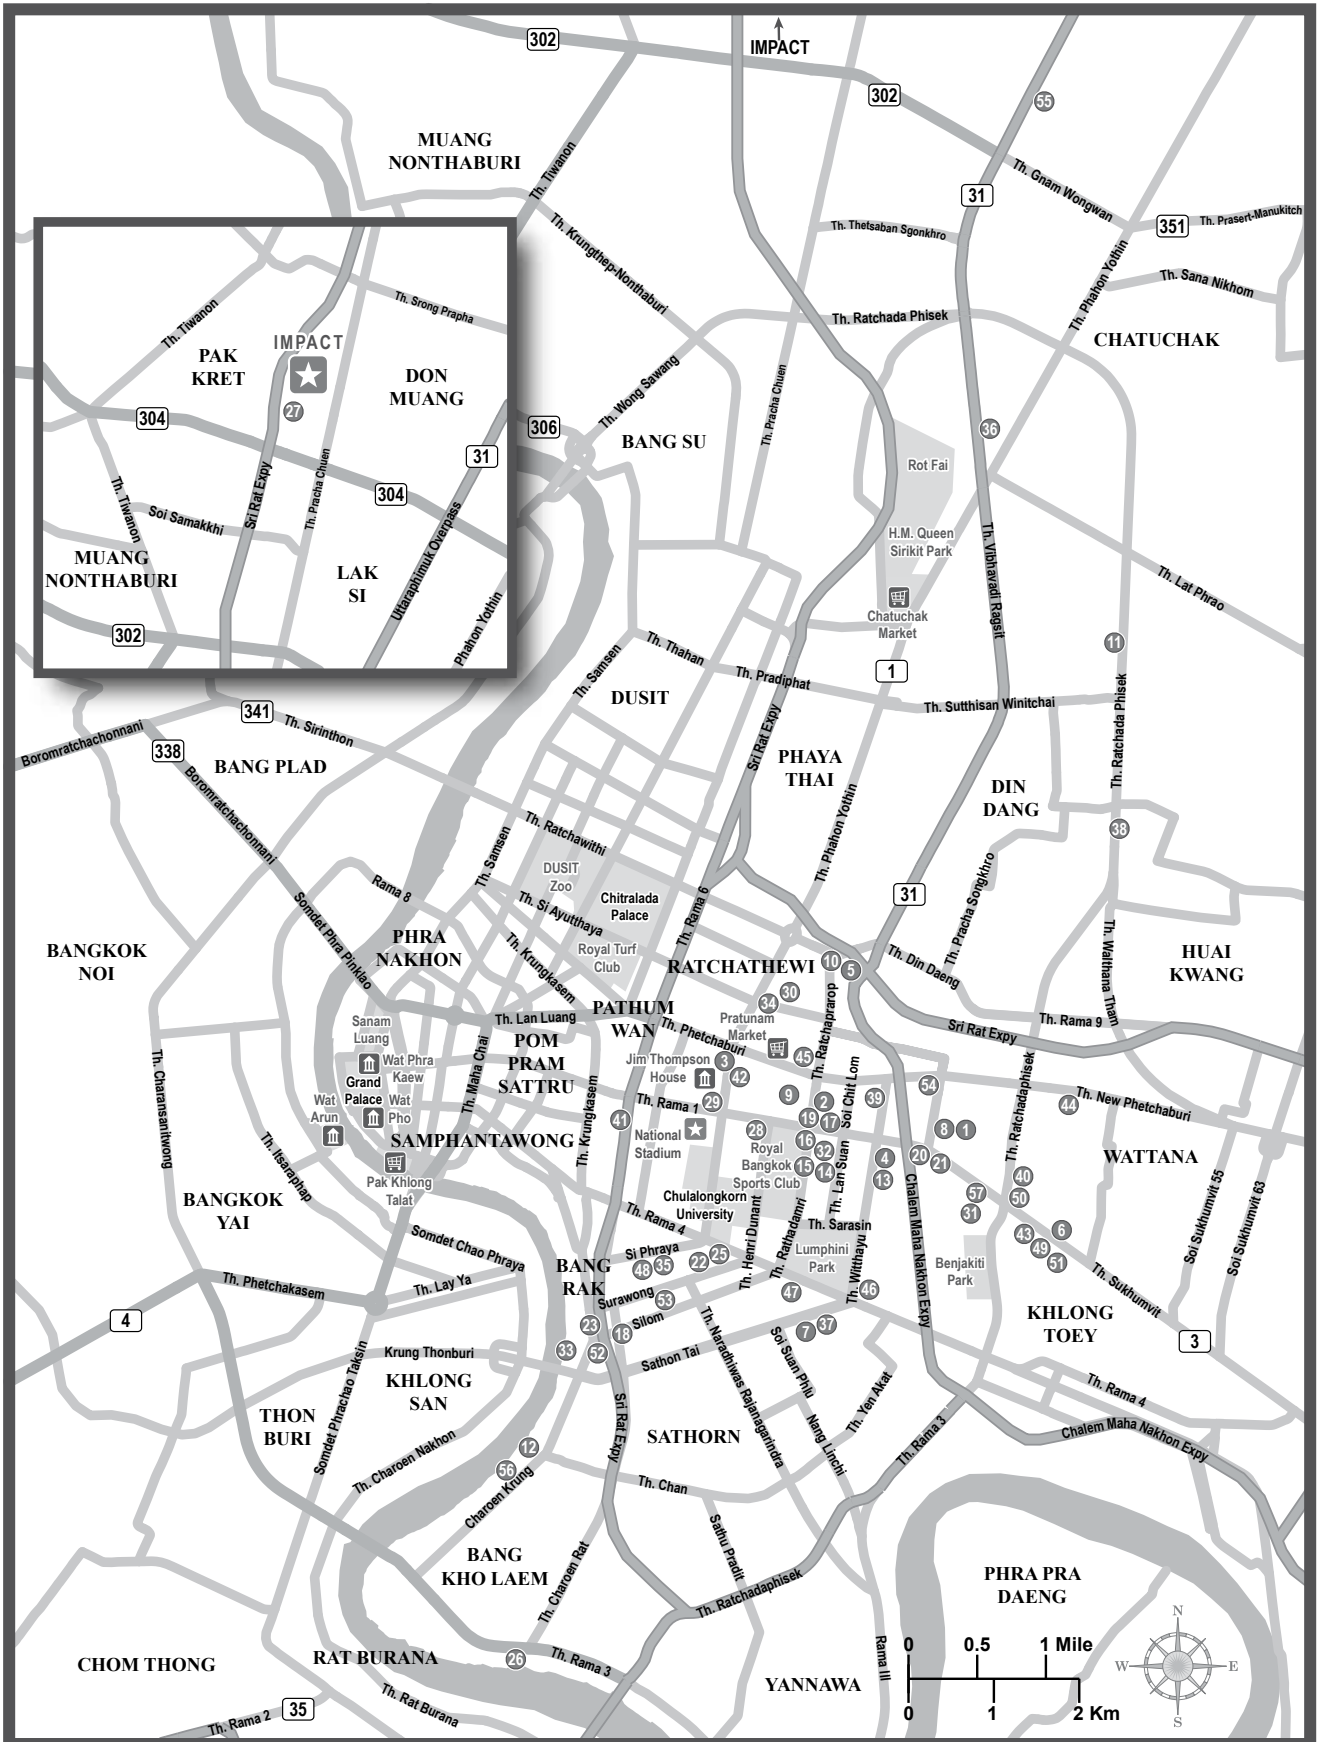 IMPACT
302
302
55
MUANG
NONTHABURI
Th. Tiwanon
Th. Gnam Wongwan
31
351
Th. Prasert-Manukitch
Th. Thetsaban Sgonkhro
Th. Krungthep-Nonthaburi
Th. Phahon Yothin
Th. Sana Nikhom
Th. Ratchada Phisek
CHATUCHAK
Th. Srong Prapha
Th. Tiwanon
IMPACT
PAK
KRET
DON
MUANG
27
304
31
304
Sri Rat Expy
Th. Pracha Chuen
Th. Tiwanon
Soi Samakkhi
Uttaraphimuk Overpass
MUANG
NONTHABURI
LAK
SI
302
Phahon Yothin
306
Th. Wong Sawang
Th. Pracha Chuen
BANG SU
36
Rot Fai
H.M. Queen
Sirikit Park
Chatuchak
Market
Th. Vibhavadi Ragsit
Th. Lat Phrao
11
1
Th. Thahan
Th. Pradiphat
Th. Samsen
DUSIT
Th. Sutthisan Winitchai
Th. Ratchada Phisek
341
Th. Sirinthon
Boromratchachonnani
338
BANG PLAD
Boromratchachonnani
Sri Rat Expy
PHAYA
THAI
DIN
DANG
38
Th. Phahon Yothin
Th. Ratchawithi
Th. Samsen
DUSIT
Zoo
Chitralada
Palace
Rama 8
Th. Si Ayutthaya
Th. Rama 6
31
Th. Pracha Songkhro
Somdet Phra Pinklao
PHRA
NAKHON
Th. Krungkasem
Royal Turf
Club
BANGKOK
NOI
RATCHATHEWI
10
5
Th. Din Daeng
Th. Watthana Tham
HUAI
KWANG
30
34
PATHUM
WAN
Th. Lan Luang
Th. Phetchaburi
Pratunam
Market
Th. Ratchaprarop
Sri Rat Expy
Th. Rama 9
Sanam
Luang
Wat Phra
Kaew
Grand
Palace
Wat
Pho
Wat
Arun
Th. Maha Chai
POM
PRAM
SATTRU
Jim Thompson
House
3
42
45
Th. Charansanitwong
Th. Itsaraphap
SAMPHANTAWONG
Th. Krungkasem
Th. Rama 1
29
9
2
19
17
Soi Chit Lom
39
54
Th. Ratchadaphisek
44
Th. New Phetchaburi
41
National
Stadium
28
16
Royal
Bangkok
Sports Club
32
15
14
Th. Lan Suan
4
13
20
21
8
1
WATTANA
Pak Khlong
Talat
BANGKOK
YAI
Chulalongkorn
University
Chalem Maha Nakhon Expy
57
31
40
50
Soi Sukhumvit 55
Soi Sukhumvit 63
Th. Rama 4
Th. Henri Dunant
Th. Rathadamri
Th. Sarasin
Lumphini
Park
Th. Witthayu
43
49
6
51
Somdet Chao Phraya
BANG
RAK
Si Phraya
48
35
22
25
Benjakiti
Park
Th. Sukhumvit
Th. Phetchakasem
Th. Lay Ya
4
Surawong
53
47
46
KHLONG
TOEY
3
23
18
Silom
7
37
33
52
Krung Thonburi
Sathon Tai
Th. Naradhiwas Rajanagarindra
Soi Suan Phlu
KHLONG
SAN
Somdet Phrachao Taksin
Th. Yen Akat
Th. Rama 4
THON
BURI
Sri Rat Expy
SATHORN
Nang Linchi
Th. Rama 3
Chalem Maha Nakhon Expy
Th. Charoen Nakhon
12
56
Charoen Krung
Th. Chan
Sathu Pradit
BANG
KHO LAEM
Th. Charoen Rat
Th. Ratchadaphisek
PHRA PRA
DAENG
N
W
E
S
0
0.5
1 Mile
0
1
2 Km
CHOM THONG
RAT BURANA
26
Th. Rama 3
YANNAWA
Rama III
Th. Rat Burana
35
Th. Rama 2